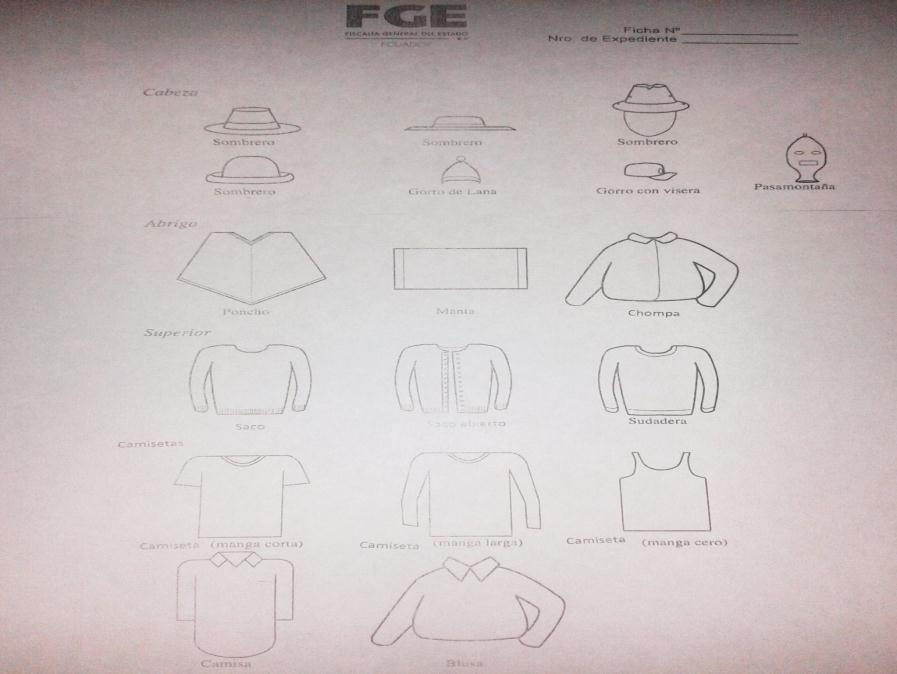 FGE
FISCALÍA GENERAL DEL ESTADO
ECUADOR
Ficha Nº
Nro. de Expediente
Cabeza
Sombrero
Sombrero
Sombrero
Sombrero
Gorro de Lana
Gorro con visera
Pasamontaña
Abrigo
Poncho
Manta
Chompa
Superior
Saco
Saco abierto
Sudadera
Camisetas
Camiseta (manga corta)
Camiseta (manga larga)
Camiseta (manga cero)
Camisa
Blusa